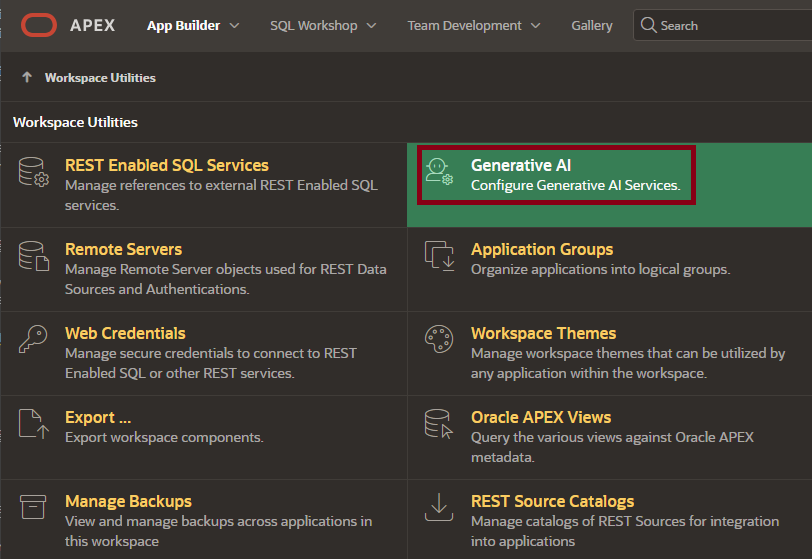 APEX App Builder SQL Workshop Team Development Gallery Search
Workspace Utilities
Workspace Utilities
REST Enabled SQL Services
Manage references to external REST Enabled SQL
services.
Generative AI
Configure Generative AI Services.
Remote Servers
Manage Remote Server objects used for REST Data
Sources and Authentications.
Application Groups
Organize applications into logical groups.
Web Credentials
Manage secure credentials to connect to REST
Enabled SQL or other REST services.
Workspace Themes
Manage workspace themes that can be utilized by
any application within the workspace.
Export ...
Export workspace components.
Oracle APEX Views
Query the various views against Oracle APEX
metadata.
Manage Backups
View and manage backups across applications in
this workspace
REST Source Catalogs
Manage catalogs of REST Sources for integration
into applications